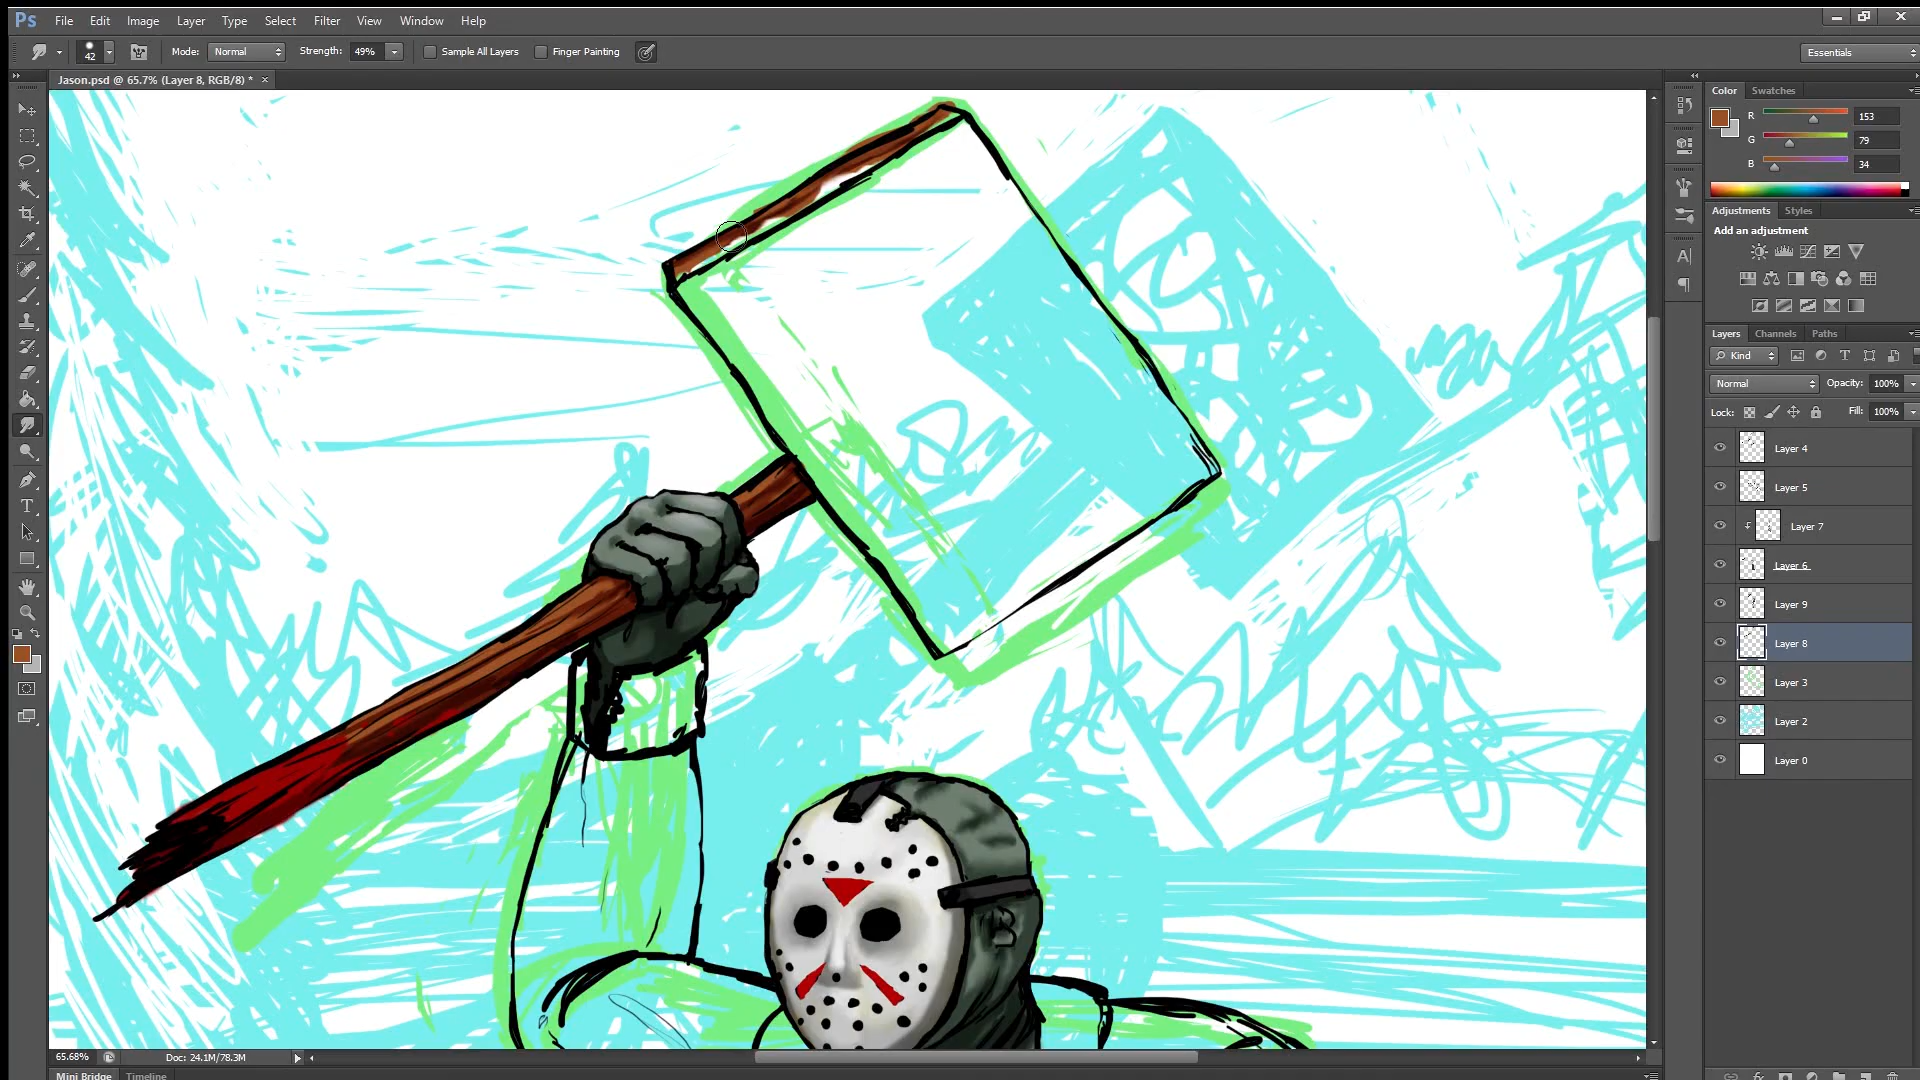 Ps File Edit Image Layer Type Select Filter View Window Help
42 Mode: Normal Strength: 49% Sample All Layers Finger Painting Essentials
Jason.psd @ 65.7% (Layer 8, RGB/8) * ×
Color Swatches
R 153
G 79
B 34
Adjustments Styles
Add an adjustment
Layers Channels Paths
Kind
Normal Opacity: 100%
Lock: Fill: 100%
Layer 4
Layer 5
Layer 7
Layer 6
Layer 9
Layer 8
Layer 3
Layer 2
Layer 0
65.68% Doc: 24.1M/78.3M
Mini Bridge Timeline